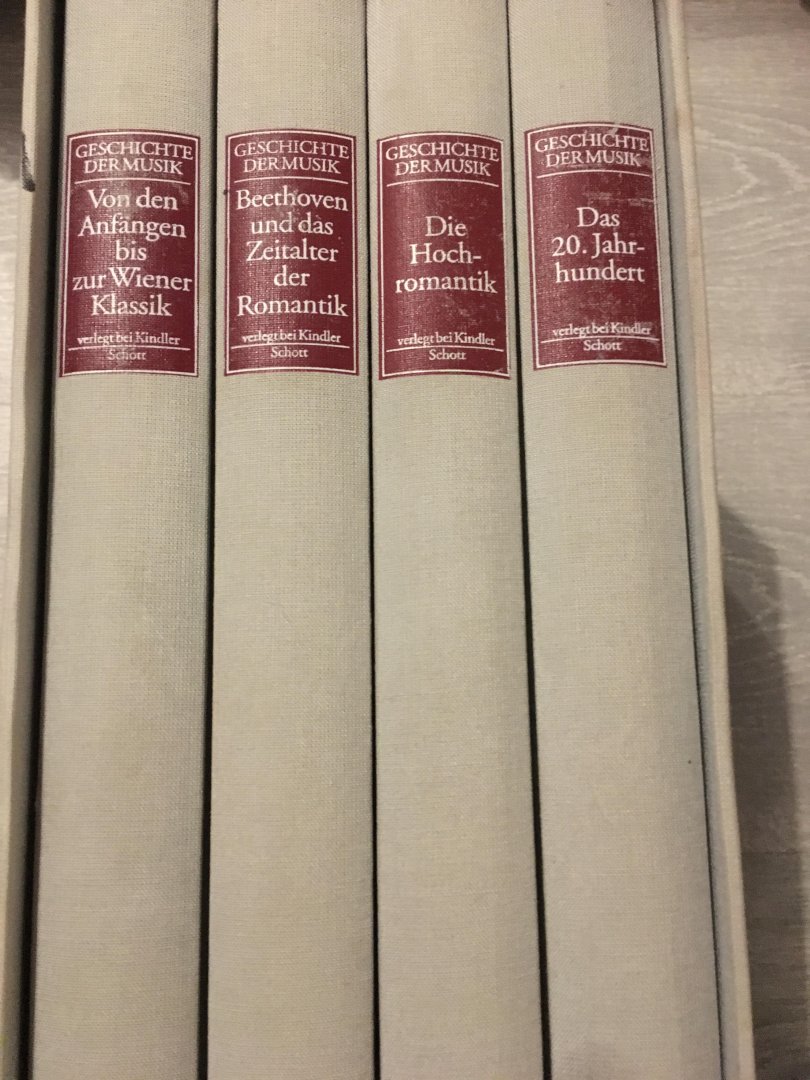 GESCHICHTE
DER MUSIK
Von den
Anfängen
bis
zur Wiener
Klassik
verlegt bei Kindler
Schott
GESCHICHTE
DER MUSIK
Beethoven
und das
Zeitalter
der
Romantik
verlegt bei Kindler
Schott
GESCHICHTE
DER MUSIK
Die
Hoch-
romantik
verlegt bei Kindler
Schott
GESCHICHTE
DER MUSIK
Das
20. Jahr-
hundert
verlegt bei Kindler
Schott